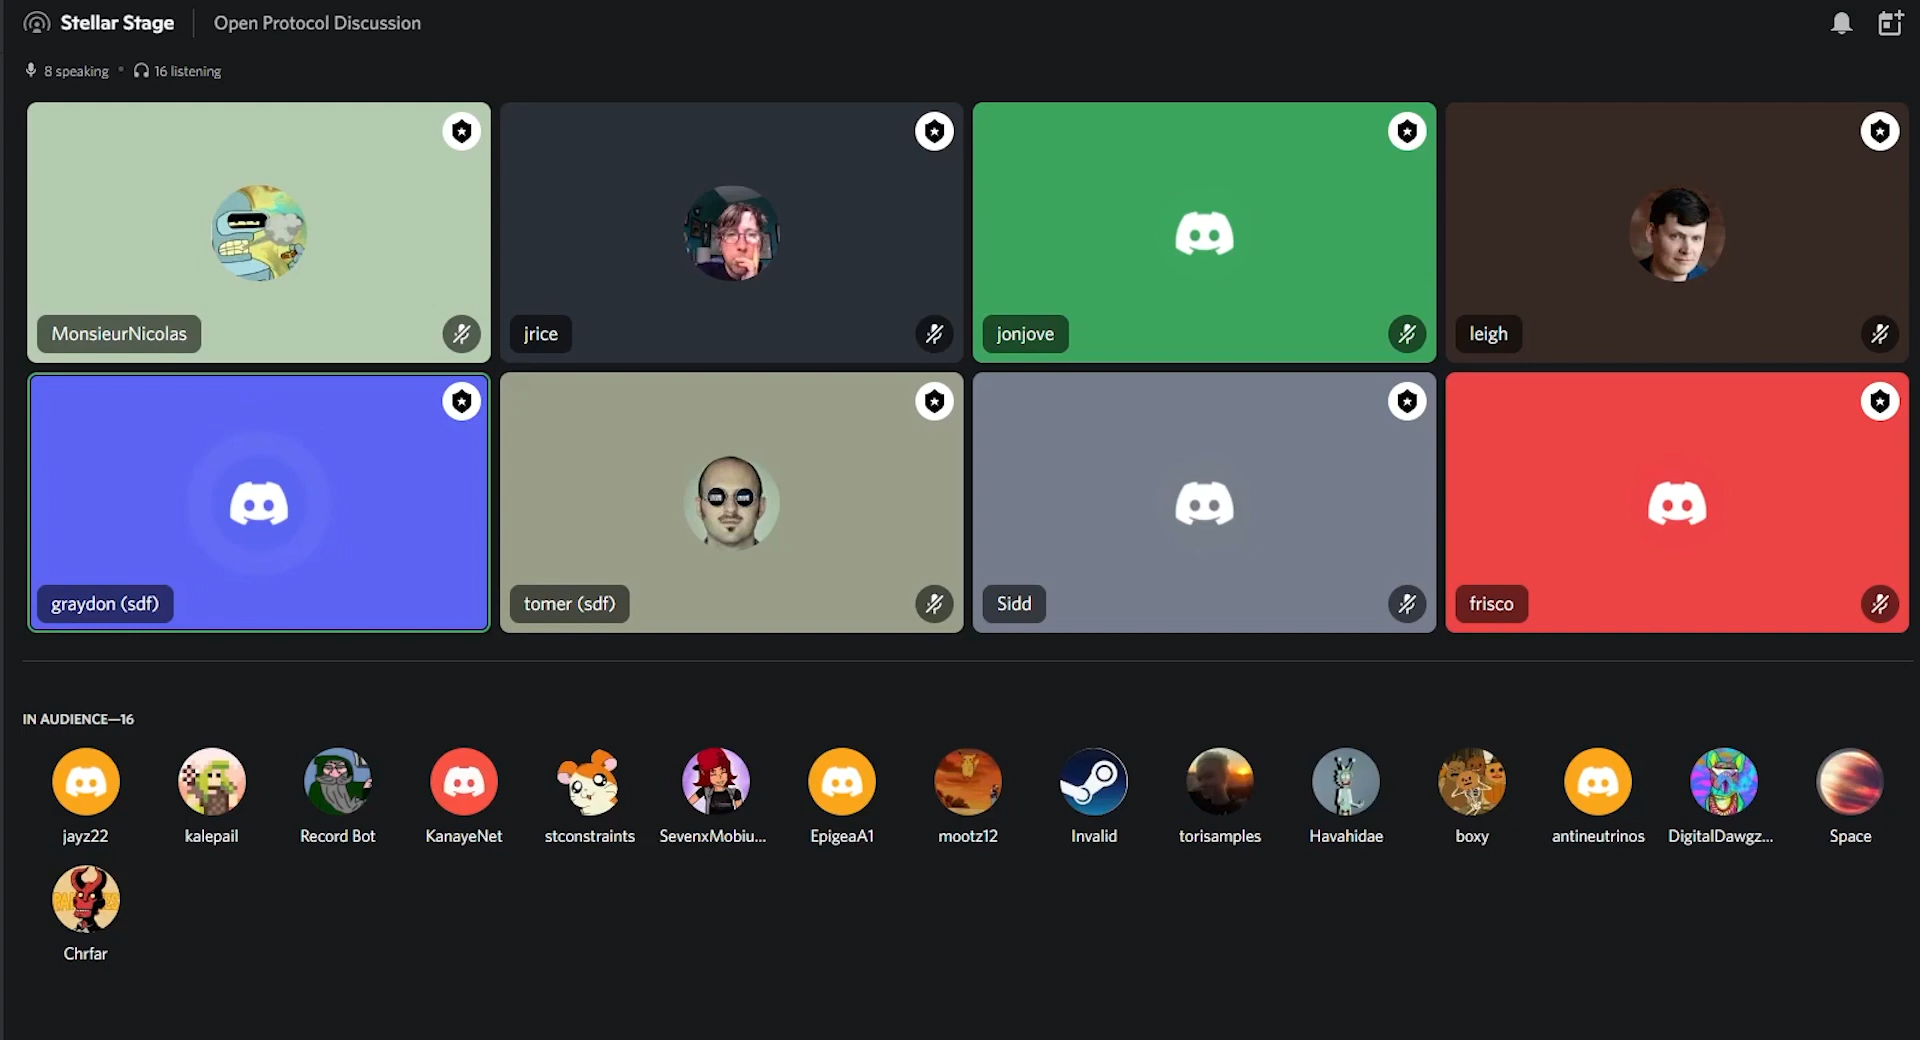 Stellar Stage Open Protocol Discussion
8 speaking • 16 listening
MonsieurNicolas
jrice
jonjove
leigh
graydon (sdf)
tomer (sdf)
Sidd
frisco
IN AUDIENCE—16
jayz22
kalepail
Record Bot
KanayeNet
stconstraints
SevenxMobiu...
EpigeaA1
mootz12
Invalid
torisamples
Havahidae
boxy
antineutrinos
DigitalDawgz...
Space
Chrfar